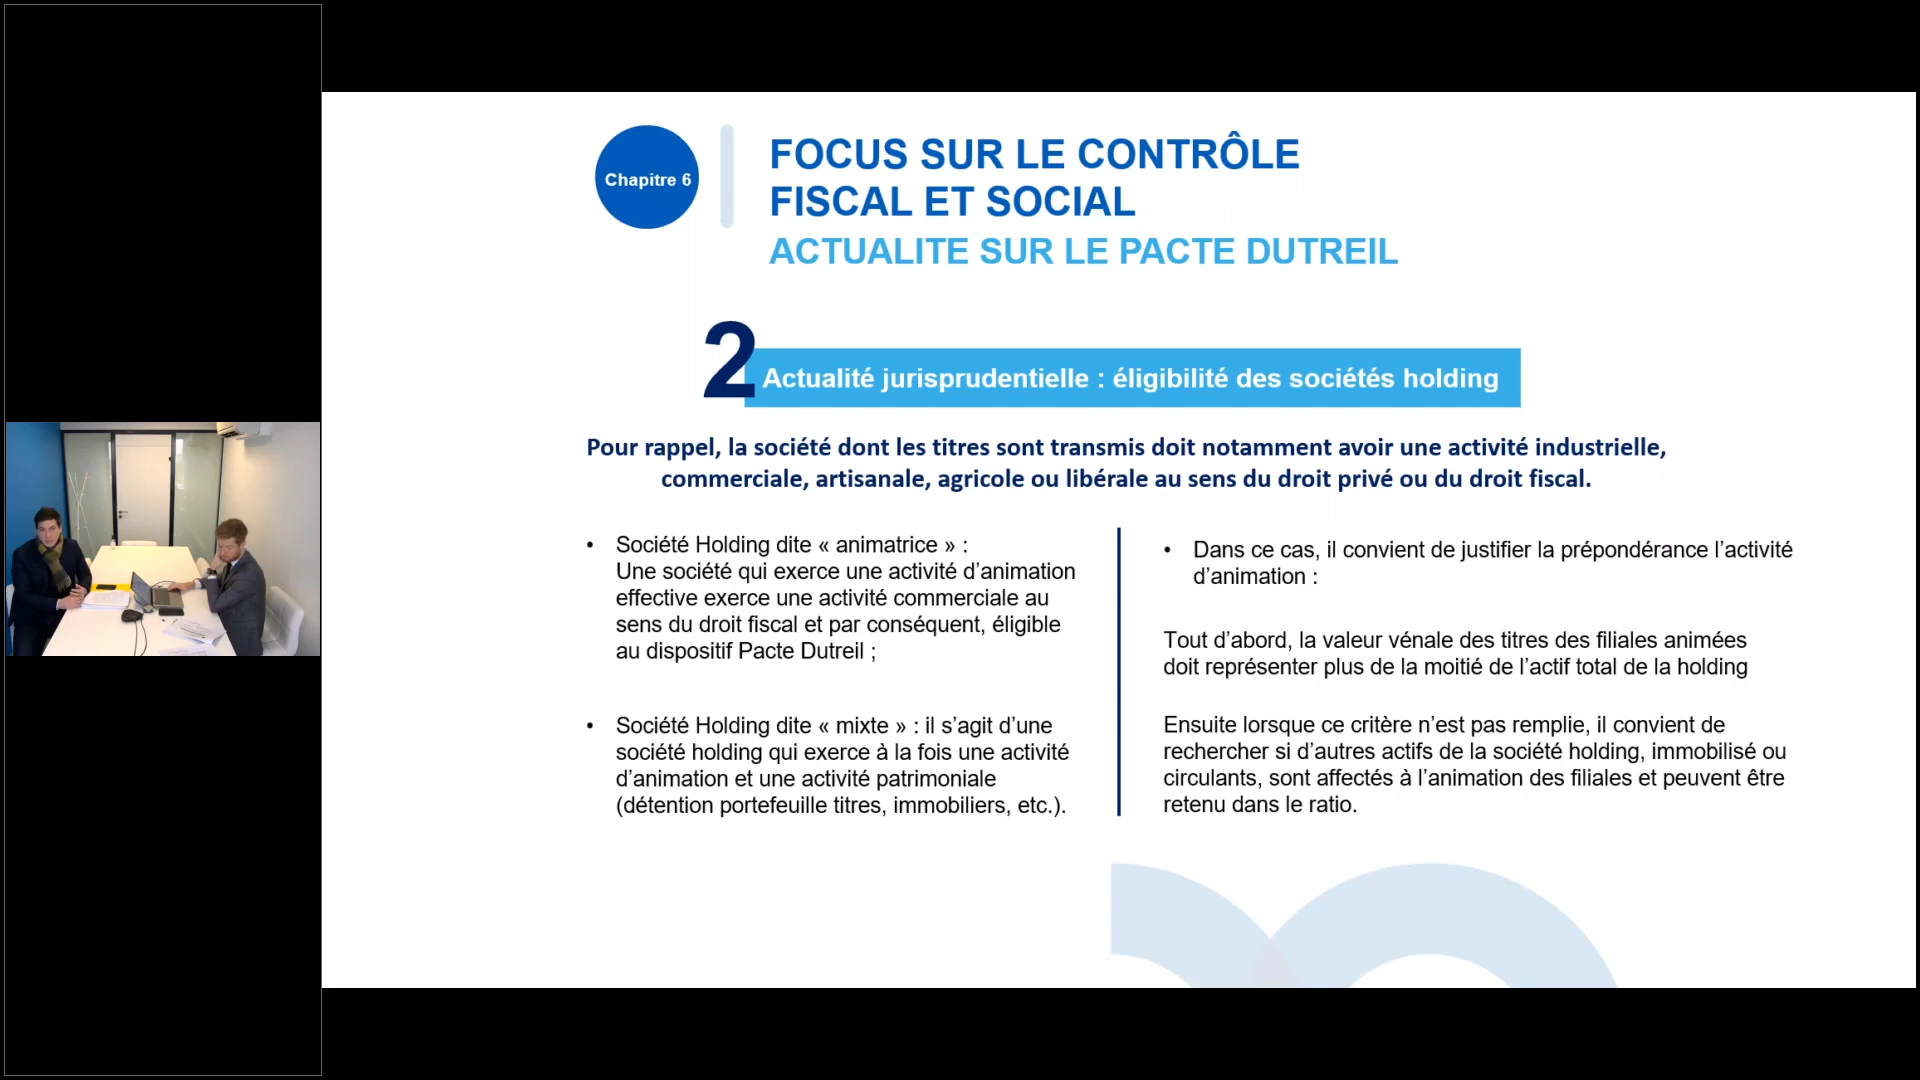 Chapitre 6
FOCUS SUR LE CONTRÔLE
FISCAL ET SOCIAL
ACTUALITE SUR LE PACTE DUTREIL
2
Actualité jurisprudentielle : éligibilité des sociétés holding
Pour rappel, la société dont les titres sont transmis doit notamment avoir une activité industrielle,
commerciale, artisanale, agricole ou libérale au sens du droit privé ou du droit fiscal.
• Société Holding dite « animatrice » :
Une société qui exerce une activité d’animation
effective exerce une activité commerciale au
sens du droit fiscal et par conséquent, éligible
au dispositif Pacte Dutreil ;
• Société Holding dite « mixte » : il s’agit d’une
société holding qui exerce à la fois une activité
d’animation et une activité patrimoniale
(détention portefeuille titres, immobiliers, etc.).
• Dans ce cas, il convient de justifier la prépondérance l’activité
d’animation :
Tout d’abord, la valeur vénale des titres des filiales animées
doit représenter plus de la moitié de l’actif total de la holding
Ensuite lorsque ce critère n’est pas remplie, il convient de
rechercher si d’autres actifs de la société holding, immobilisé ou
circulants, sont affectés à l’animation des filiales et peuvent être
retenu dans le ratio.